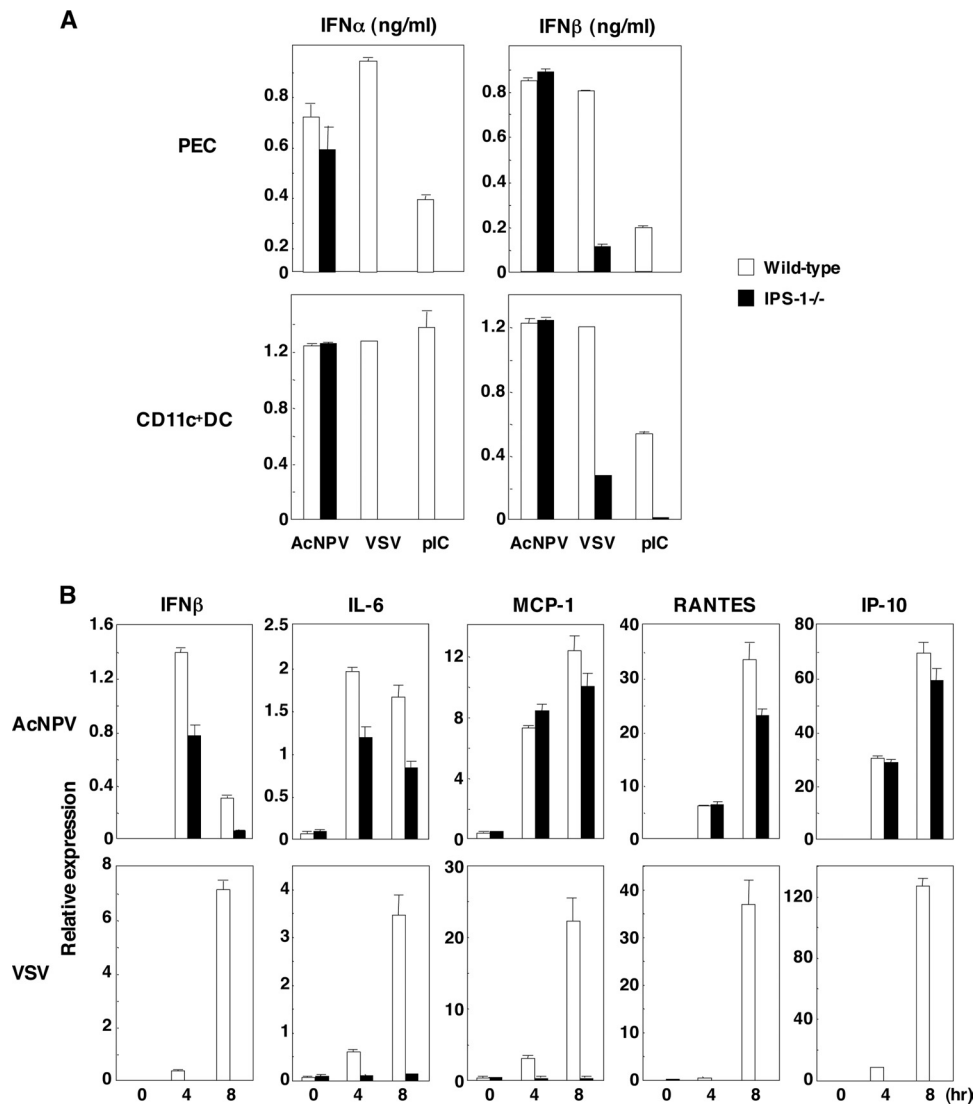 A
IFNα (ng/ml) IFNβ (ng/ml)
PEC
0.8 0.6 0.4 0.2 0
0.8 0.6 0.4 0.2 0
Wild-type
IPS-1-/-
CD11c+DC
1.2 0.8 0.4 0
1.2 0.8 0.4 0
AcNPV VSV pIC AcNPV VSV pIC
B
IFNβ IL-6 MCP-1 RANTES IP-10
AcNPV
1.6 1.2 0.8 0.4 0
2.5 2 1.5 1 0.5 0
12 8 4 0
40 30 20 10 0
80 60 40 20 0
Relative expression
VSV
8 7 6 5 4 3 2 1 0
4 3 2 1 0
30 20 10 0
40 30 20 10 0
120 80 40 0
0 4 8 0 4 8 0 4 8 0 4 8 0 4 8 (hr)